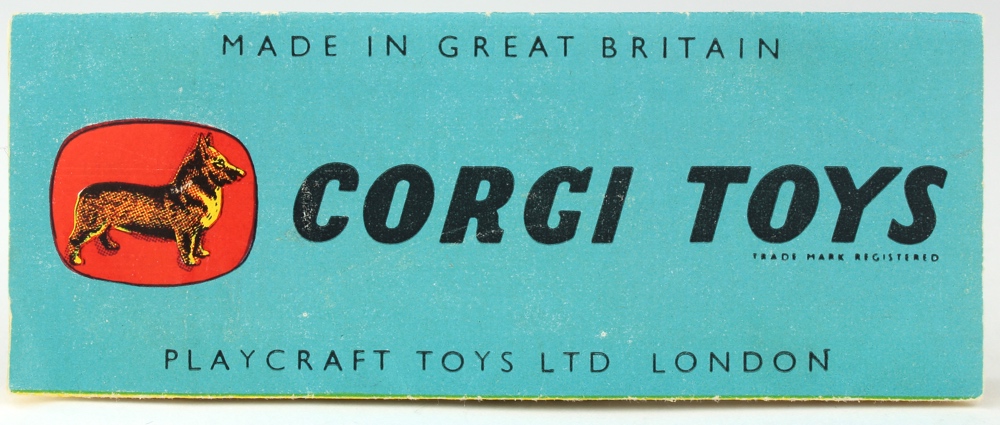 MADE IN GREAT BRITAIN
CORGI TOYS
TRADE MARK REGISTERED
PLAYCRAFT TOYS LTD LONDON